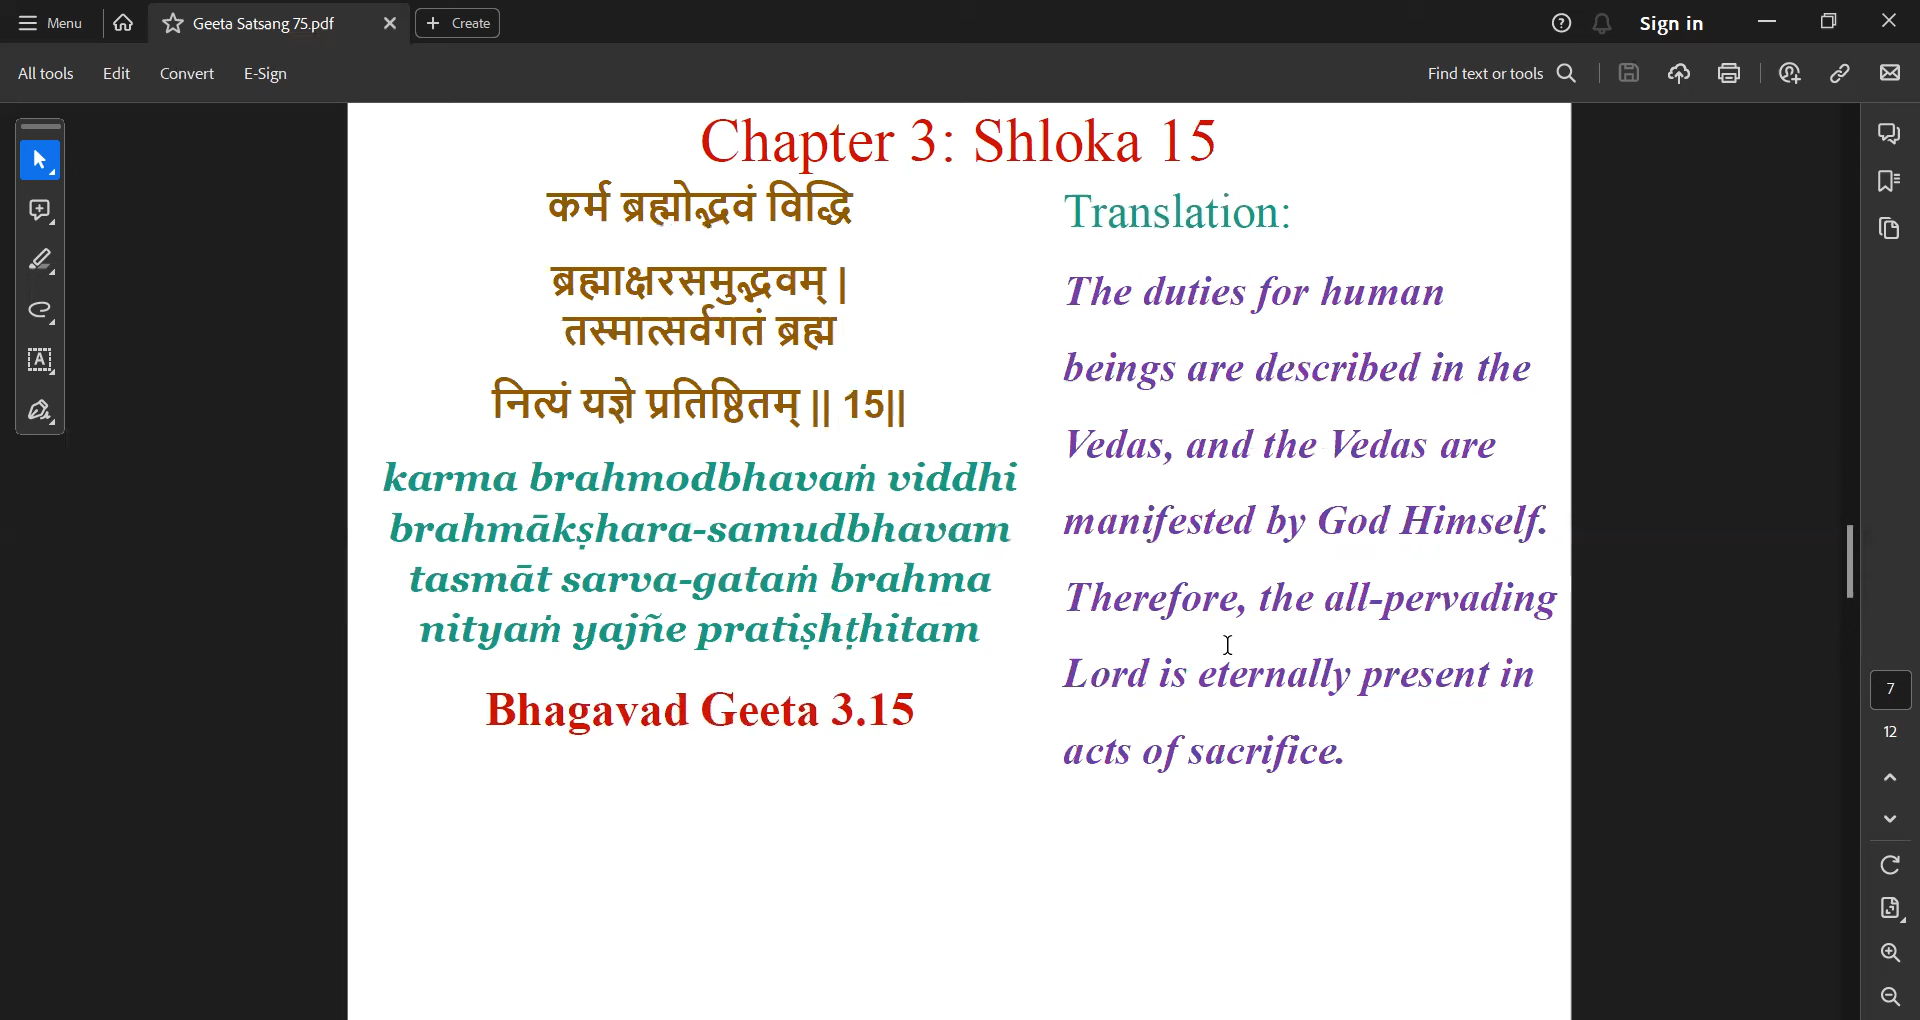 Menu
Geeta Satsang 75.pdf
Create
Sign in
All tools
Edit
Convert
E-Sign
Find text or tools
Chapter 3: Shloka 15
कर्म ब्रह्मोद्भवं विद्धि
ब्रह्माक्षरसमुद्भवम् |
तस्मात्सर्वगतं ब्रह्म
नित्यं यज्ञे प्रतिष्ठितम् || 15||
karma brahmodbhavaṁ viddhi
brahmākṣhara-samudbhavam
tasmāt sarva-gataṁ brahma
nityaṁ yajñe pratiṣhṭhitam
Bhagavad Geeta 3.15
Translation:
The duties for human
beings are described in the
Vedas, and the Vedas are
manifested by God Himself.
Therefore, the all-pervading
Lord is eternally present in
acts of sacrifice.
7
12